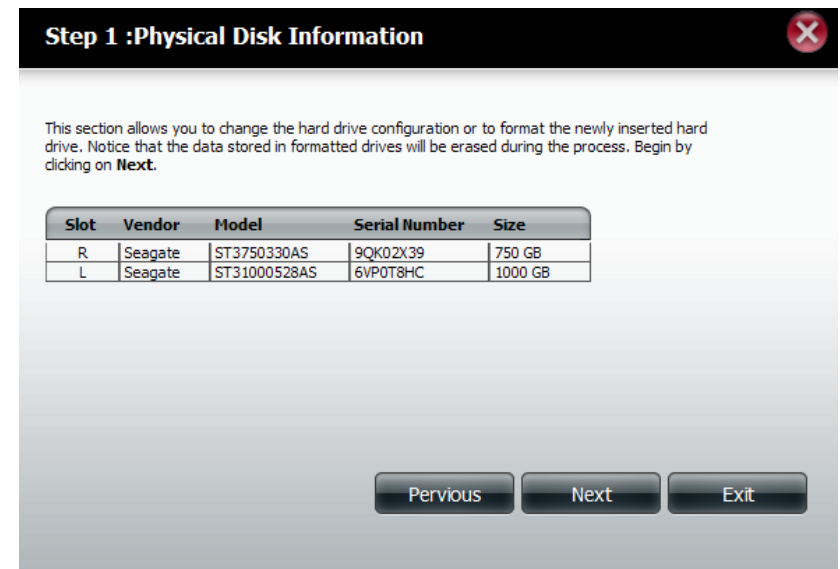 Step 1 :Physical Disk Information
This section allows you to change the hard drive configuration or to format the newly inserted hard
drive. Notice that the data stored in formatted drives will be erased during the process. Begin by
clicking on Next.
Slot Vendor Model Serial Number Size
R Seagate ST3750330AS 9QK02X39 750 GB
L Seagate ST31000528AS 6VP0T8HC 1000 GB
Pervious Next Exit